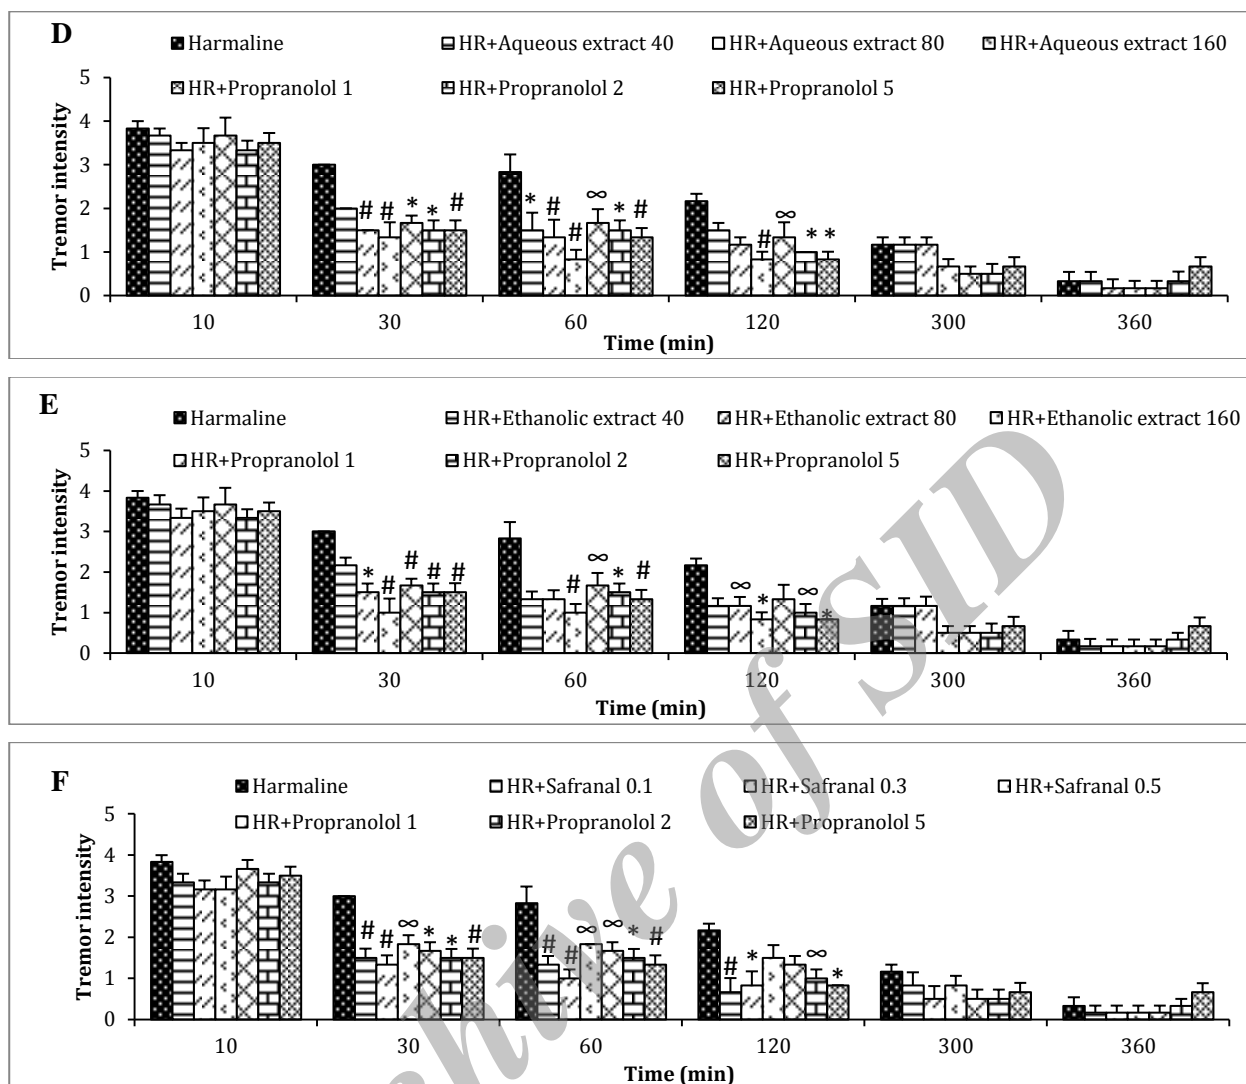 D
Harmaline HR+Aqueous extract 40 HR+Aqueous extract 80 HR+Aqueous extract 160
HR+Propranolol 1 HR+Propranolol 2 HR+Propranolol 5
Tremor intensity
5
4
3
2
1
0
# # * * #
* # # ∞ * #
# ∞ * *
10 30 60 120 300 360
Time (min)
E
Harmaline HR+Ethanolic extract 40 HR+Ethanolic extract 80 HR+Ethanolic extract 160
HR+Propranolol 1 HR+Propranolol 2 HR+Propranolol 5
Tremor intensity
5
4
3
2
1
0
* # # # #
# ∞ * #
∞ * ∞ *
10 30 60 120 300 360
Time (min)
F
Harmaline HR+Safranal 0.1 HR+Safranal 0.3 HR+Safranal 0.5
HR+Propranolol 1 HR+Propranolol 2 HR+Propranolol 5
Tremor intensity
5
4
3
2
1
0
# # ∞ * * #
# # ∞ ∞ * #
# * ∞ *
10 30 60 120 300 360
Time (min)
hive of SID